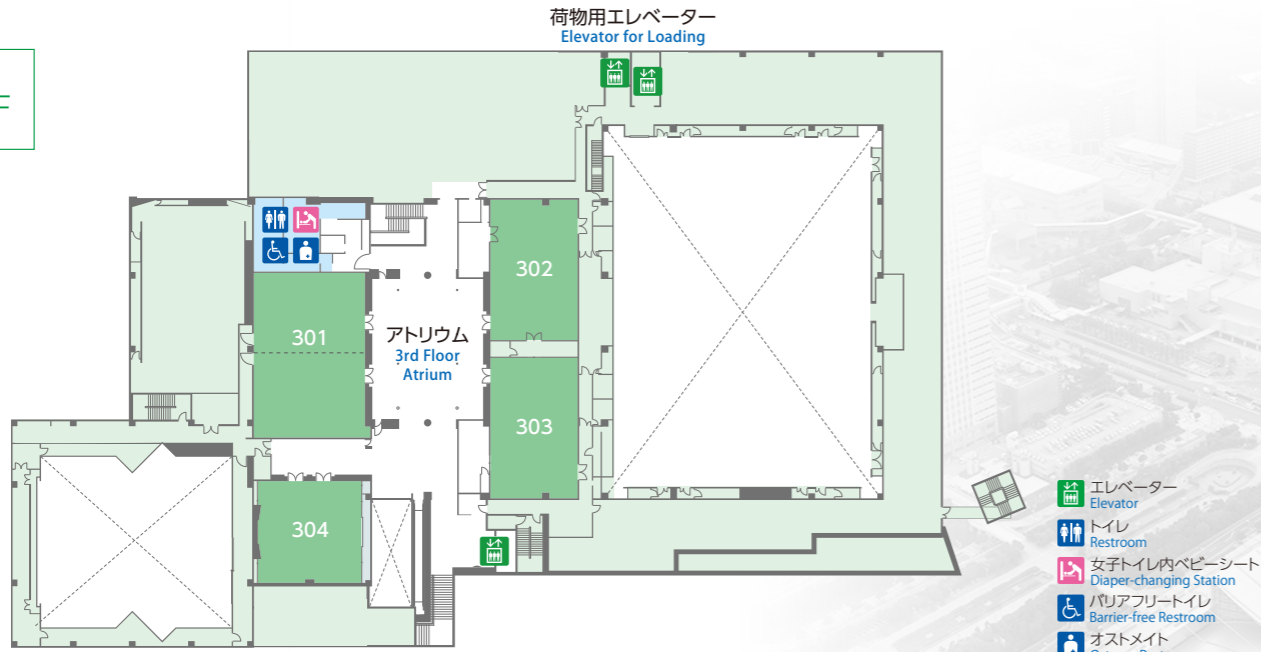 荷物用エレベーター
Elevator for Loading
301
302
アトリウム
3rd Floor
Atrium
303
304
エレベーター
Elevator
トイレ
Restroom
女子トイレ内ベビーシート
Diaper-changing Station
バリアフリートイレ
Barrier-free Restroom
オストメイト